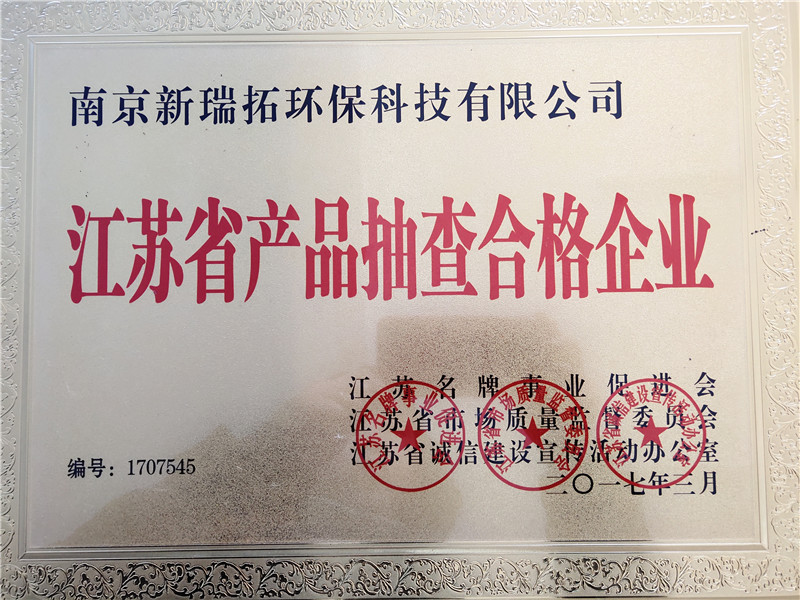 南京新瑞拓环保科技有限公司
江苏省产品抽查合格企业
江苏名牌事业促进会
江苏省市场质量监督委员会
江苏省诚信建设宣传活动办公室
编号：1707545
二〇一七年三月